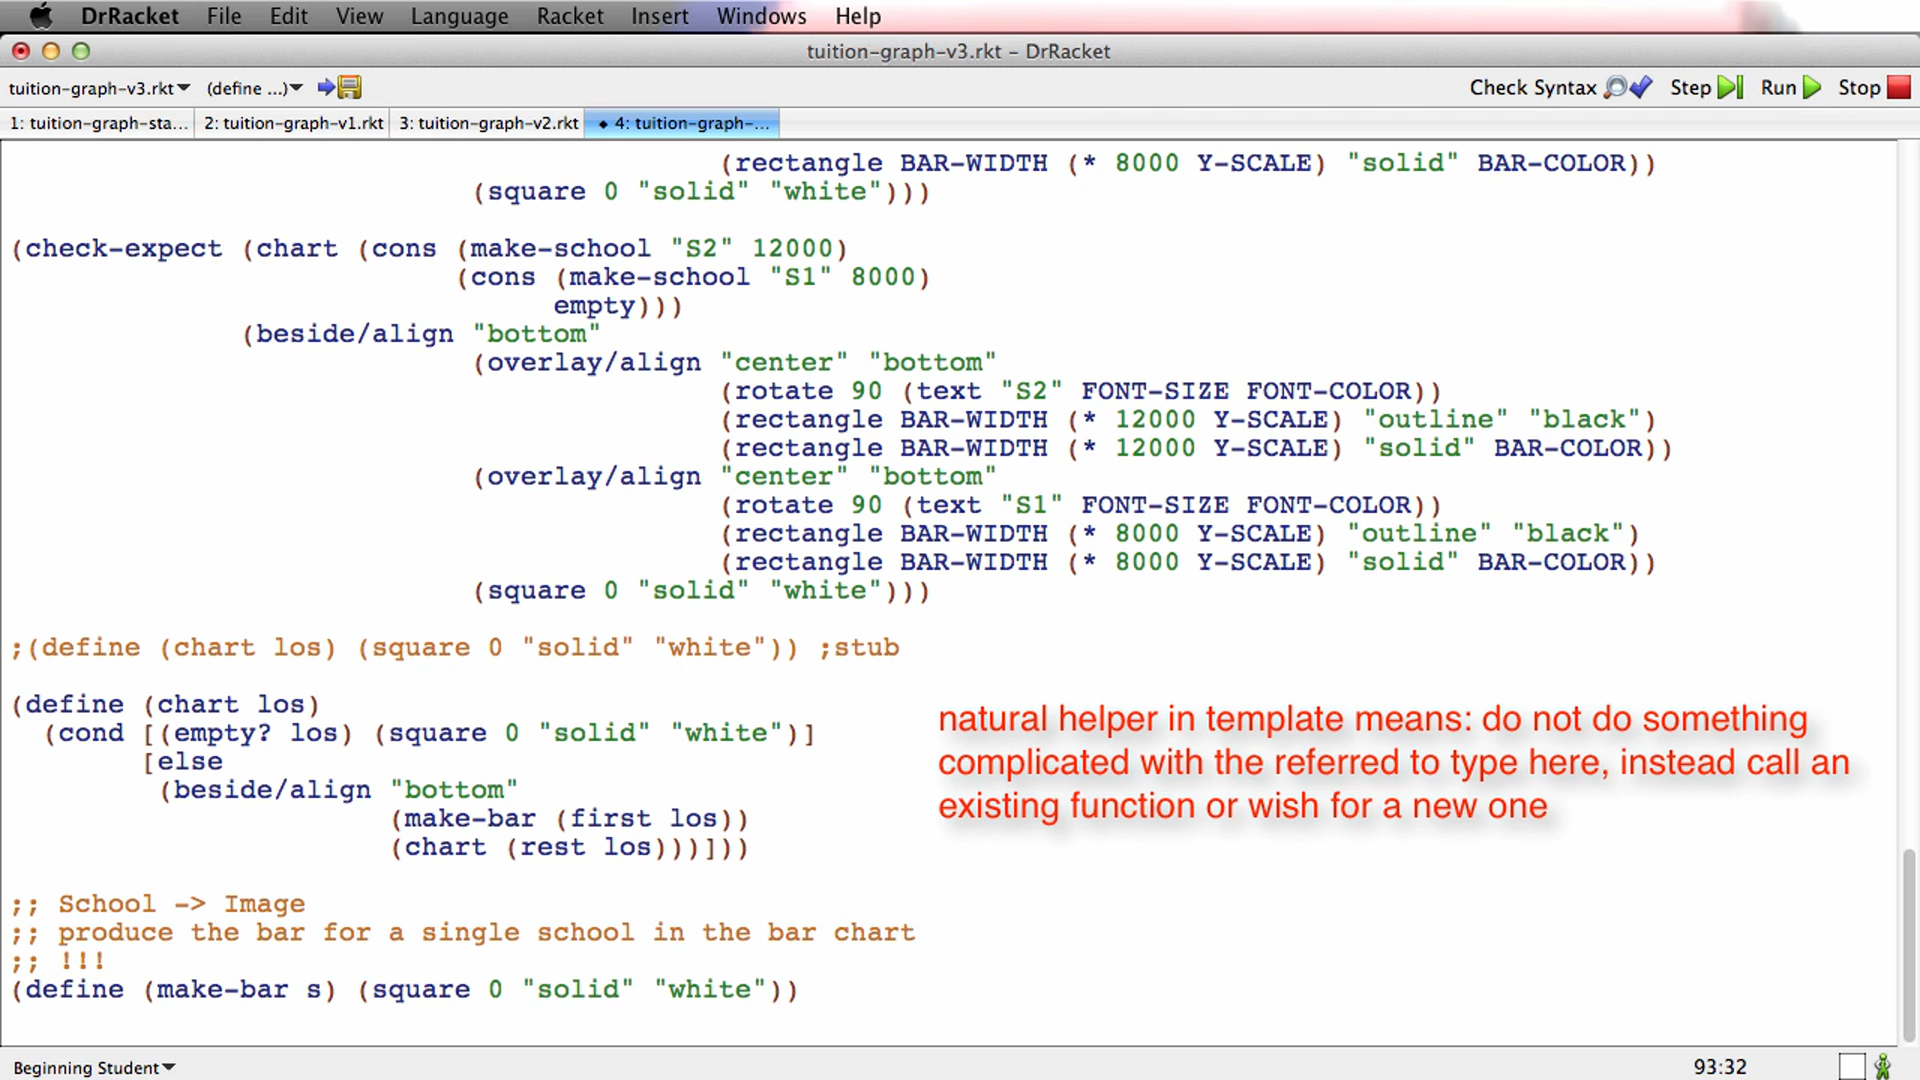 DrRacket File Edit View Language Racket Insert Windows Help
tuition-graph-v3.rkt - DrRacket
tuition-graph-v3.rkt (define ...) Check Syntax Step Run Stop
1: tuition-graph-sta... 2: tuition-graph-v1.rkt 3: tuition-graph-v2.rkt 4: tuition-graph-...
(rectangle BAR-WIDTH (* 8000 Y-SCALE) "solid" BAR-COLOR))
(square 0 "solid" "white")))
(check-expect (chart (cons (make-school "S2" 12000)
(cons (make-school "S1" 8000)
empty)))
(beside/align "bottom"
(overlay/align "center" "bottom"
(rotate 90 (text "S2" FONT-SIZE FONT-COLOR))
(rectangle BAR-WIDTH (* 12000 Y-SCALE) "outline" "black")
(rectangle BAR-WIDTH (* 12000 Y-SCALE) "solid" BAR-COLOR))
(overlay/align "center" "bottom"
(rotate 90 (text "S1" FONT-SIZE FONT-COLOR))
(rectangle BAR-WIDTH (* 8000 Y-SCALE) "outline" "black")
(rectangle BAR-WIDTH (* 8000 Y-SCALE) "solid" BAR-COLOR))
(square 0 "solid" "white")))
;(define (chart los) (square 0 "solid" "white")) ;stub
(define (chart los)
(cond [(empty? los) (square 0 "solid" "white")]
[else
(beside/align "bottom"
(make-bar (first los))
(chart (rest los)))]))
natural helper in template means: do not do something
complicated with the referred to type here, instead call an
existing function or wish for a new one
;; School -> Image
;; produce the bar for a single school in the bar chart
;; !!!
(define (make-bar s) (square 0 "solid" "white"))
Beginning Student 93:32